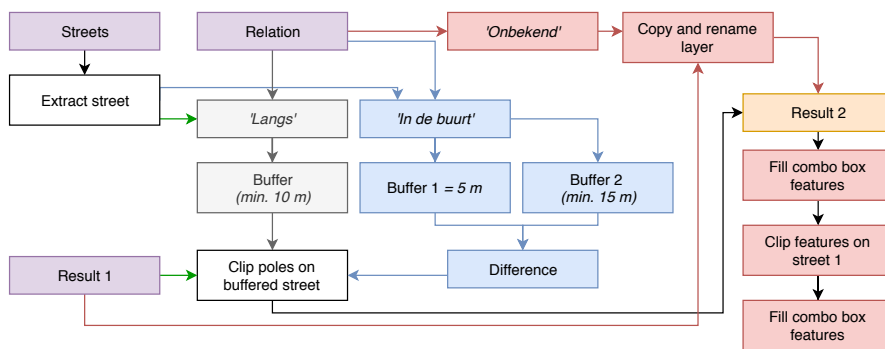 Streets
Relation
'Onbekend'
Copy and rename
layer
Extract street
'Langs'
'In de buurt'
Result 2
Buffer
(min. 10 m)
Buffer 1 = 5 m
Buffer 2
(min. 15 m)
Fill combo box
features
Clip features on
street 1
Result 1
Clip poles on
buffered street
Difference
Fill combo box
features